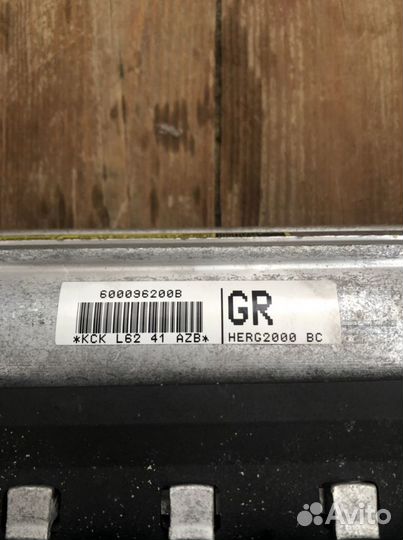 600096200B
*KCK L62 41 AZB*
GR
HERG2000 BC
Avito